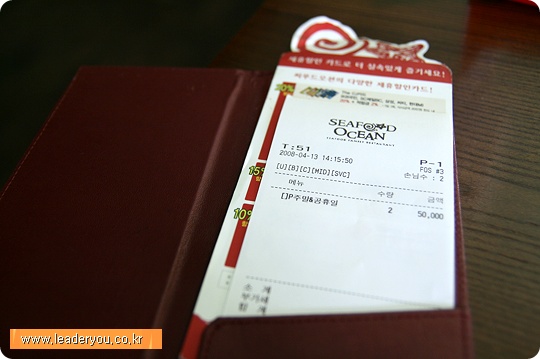 제휴할인 카드로 더 실속있게 즐기세요!
씨푸드오션의 다양한 제휴할인카드!
20%
15%
10%
SEAFOOD
OCEAN
T:51
P-1
2008-04-13 14:15:50
FOS #3
[U][B][C][MID][SVC]
손님수 : 2
메뉴 수량 금액
[]P주말&공휴일 2 50,000
소 계
부가세
합 계
www.leaderyou.co.kr